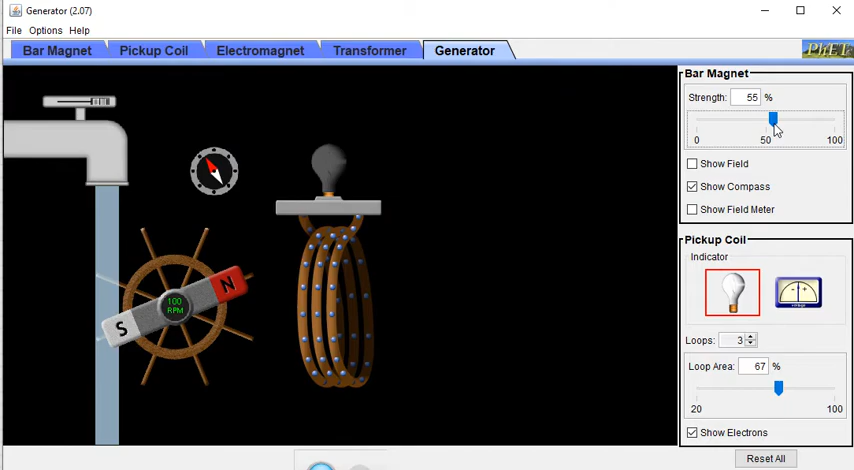 Generator (2.07)
File Options Help
Bar Magnet Pickup Coil Electromagnet Transformer Generator
PhET
Bar Magnet
Strength: 55 %
0 50 100
Show Field
Show Compass
Show Field Meter
N
S
100
RPM
Pickup Coil
Indicator
- +
voltage
Loops: 3
Loop Area: 67 %
20 100
Show Electrons
Reset All